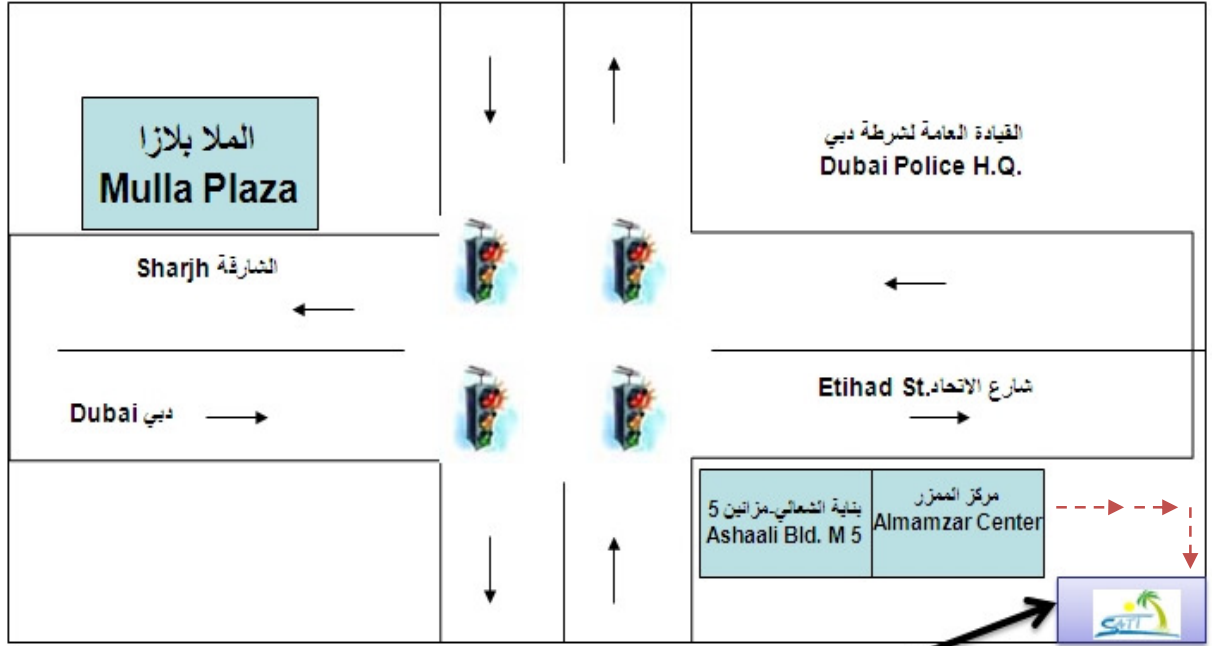 الملا بلازا
Mulla Plaza
القيادة العامة لشرطة دبي
Dubai Police H.Q.
Sharjh الشارقة
Dubai دبي
Etihad St.شارع الاتحاد
بناية الشعالي-مزانين 5
Ashaali Bld. M 5
مركز الممزر
Almamzar Center
SATT